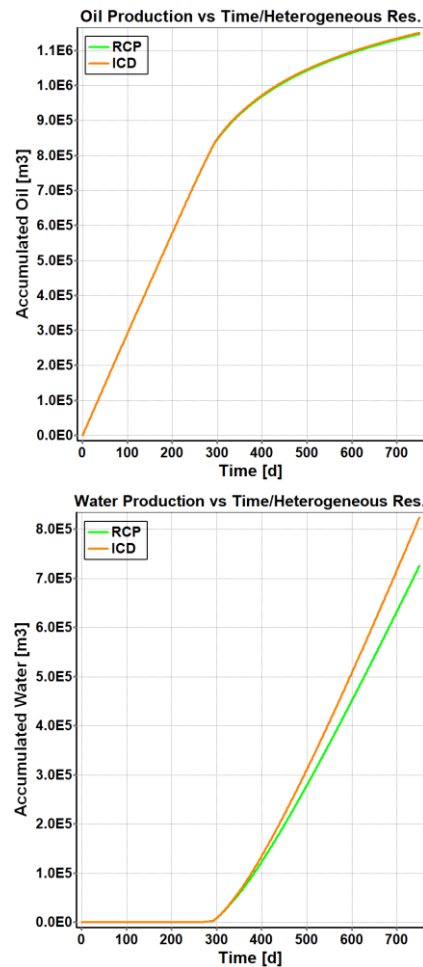 Oil Production vs Time/Heterogeneous Res.
RCP
ICD
Accumulated Oil [m3]
1.1E6
1.0E6
9.0E5
8.0E5
7.0E5
6.0E5
5.0E5
4.0E5
3.0E5
2.0E5
1.0E5
0.0E0
0 100 200 300 400 500 600 700
Time [d]
Water Production vs Time/Heterogeneous Res.
RCP
ICD
Accumulated Water [m3]
8.0E5
7.0E5
6.0E5
5.0E5
4.0E5
3.0E5
2.0E5
1.0E5
0.0E0
0 100 200 300 400 500 600 700
Time [d]